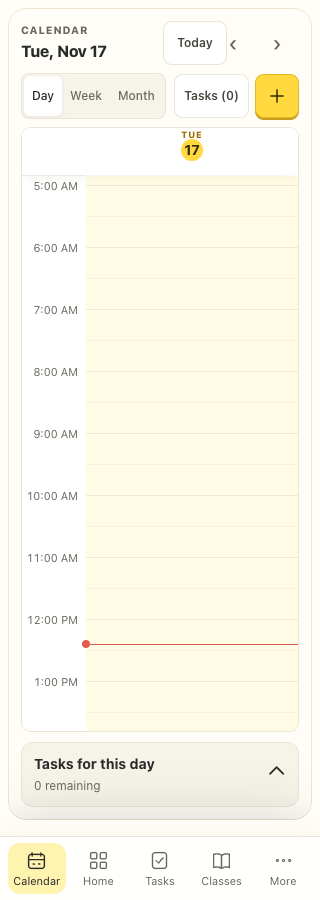 CALENDAR
Tue, Nov 17
Today
Day Week Month Tasks (0)
TUE
17
5:00 AM
6:00 AM
7:00 AM
8:00 AM
9:00 AM
10:00 AM
11:00 AM
12:00 PM
1:00 PM
Tasks for this day
0 remaining
Calendar Home Tasks Classes More